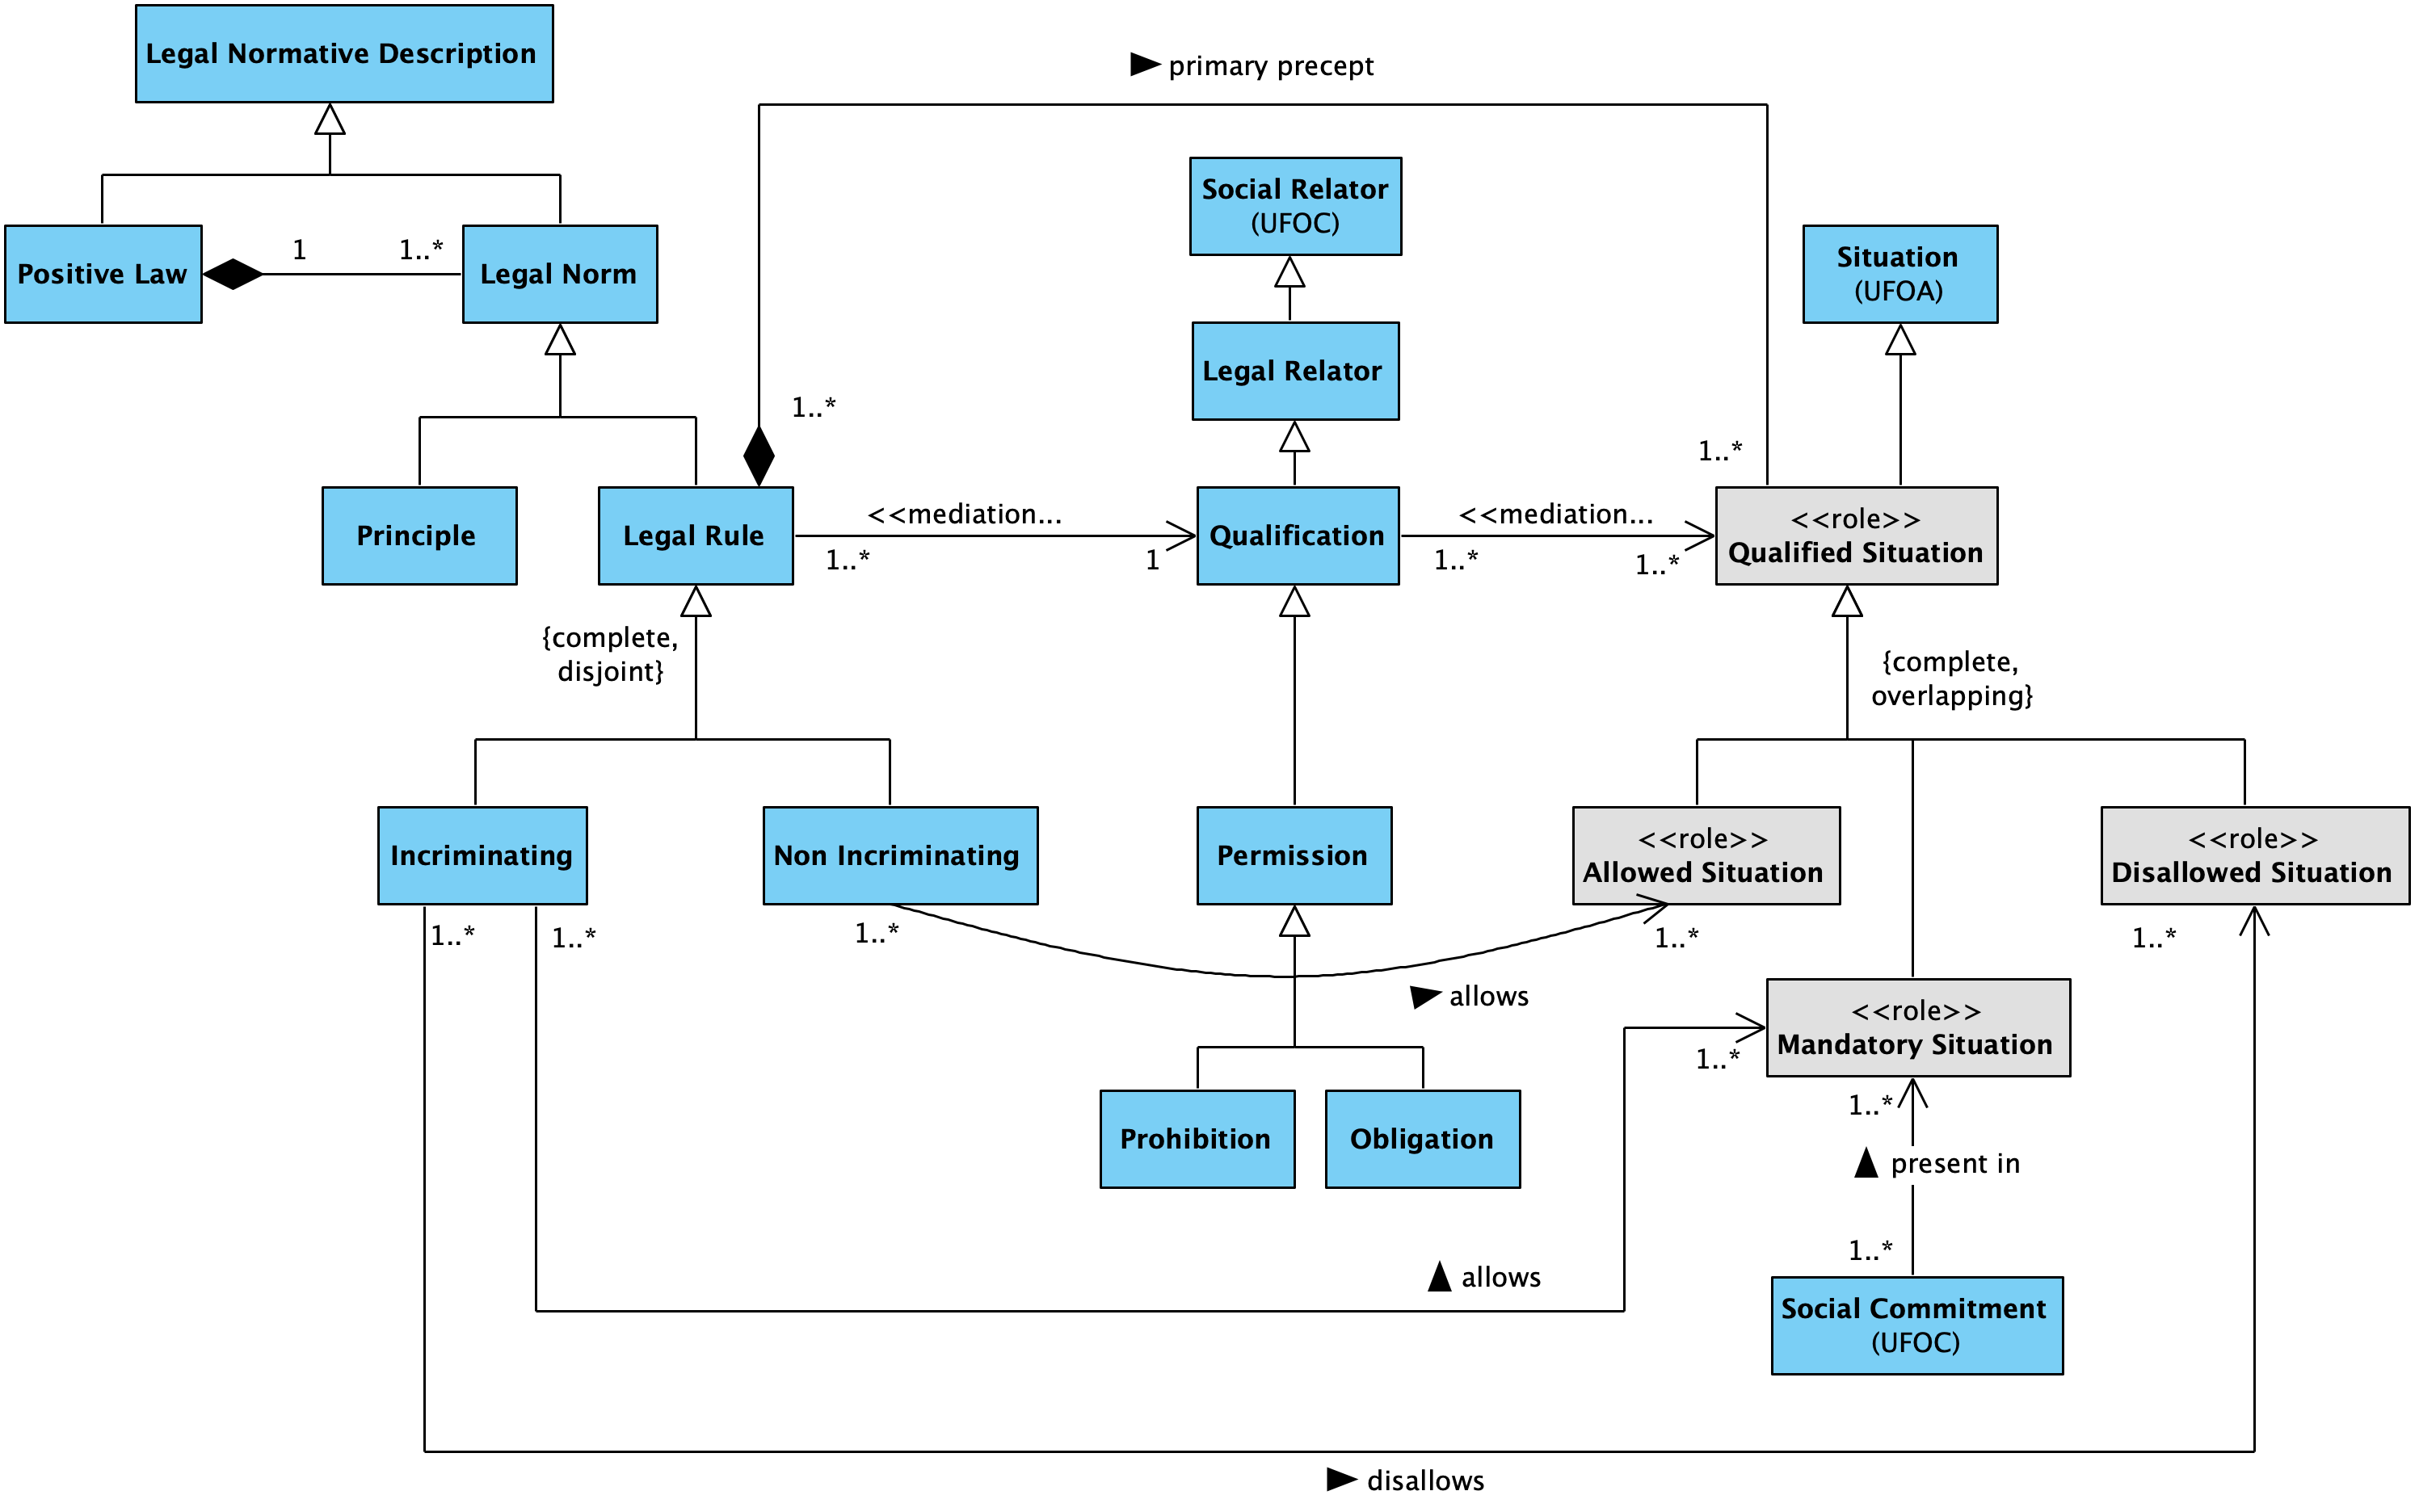 Legal Normative Description
primary precept
Social Relator
(UFOC)
Situation
(UFOA)
Positive Law
1
1..*
Legal Norm
Legal Relator
1..*
1..*
Principle
Legal Rule
<<mediation...
1..*
1
Qualification
<<mediation...
1..*
1..*
<<role>>
Qualified Situation
{complete,
disjoint}
{complete,
overlapping}
Incriminating
Non Incriminating
Permission
<<role>>
Allowed Situation
<<role>>
Disallowed Situation
1..*
1..*
1..*
1..*
1..*
allows
<<role>>
Mandatory Situation
1..*
1..*
Prohibition
Obligation
present in
1..*
allows
Social Commitment
(UFOC)
disallows